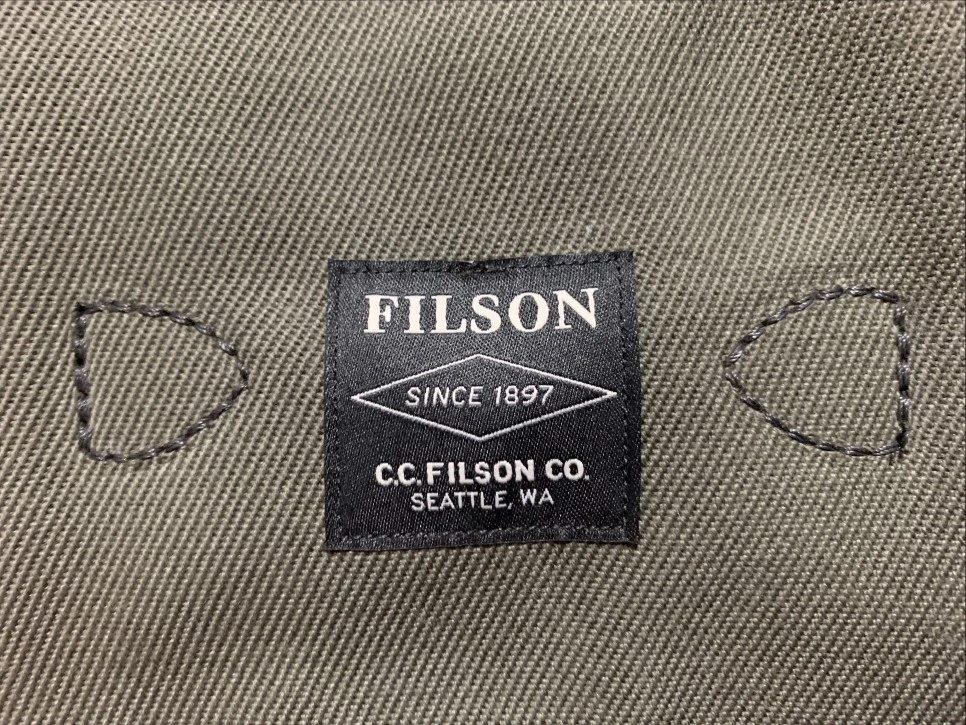 FILSON
SINCE 1897
C.C. FILSON CO.
SEATTLE, WA